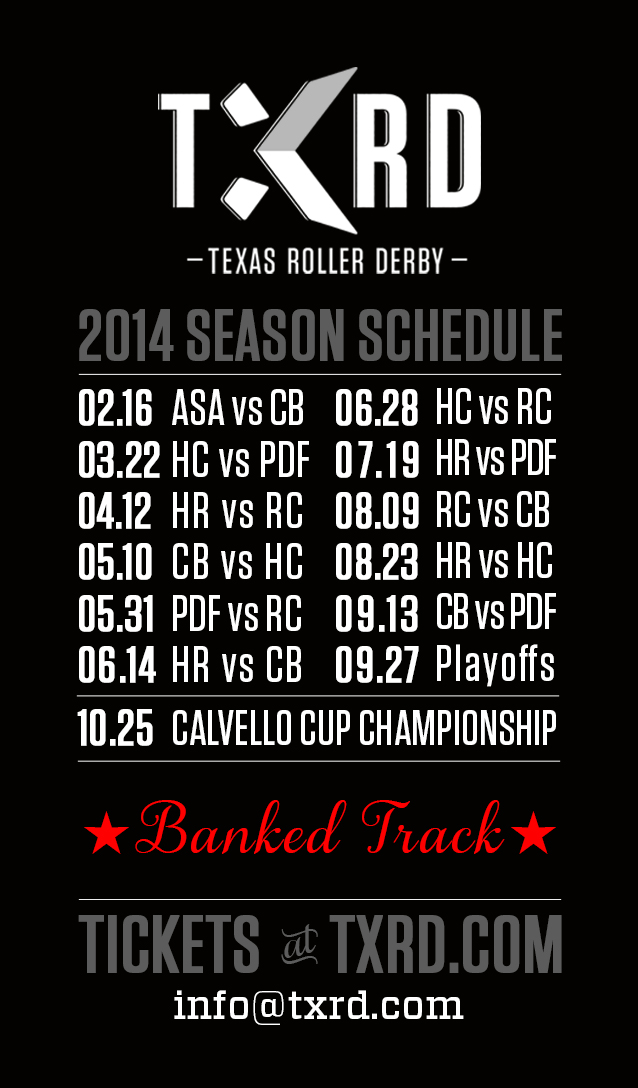 TXRD
– TEXAS ROLLER DERBY –
2014 SEASON SCHEDULE
02.16 ASA vs CB
03.22 HC vs PDF
04.12 HR vs RC
05.10 CB vs HC
05.31 PDF vs RC
06.14 HR vs CB
06.28 HC vs RC
07.19 HR vs PDF
08.09 RC vs CB
08.23 HR vs HC
09.13 CB vs PDF
09.27 Playoffs
10.25 CALVELLO CUP CHAMPIONSHIP
★ Banked Track ★
TICKETS at TXRD.COM
info@txrd.com